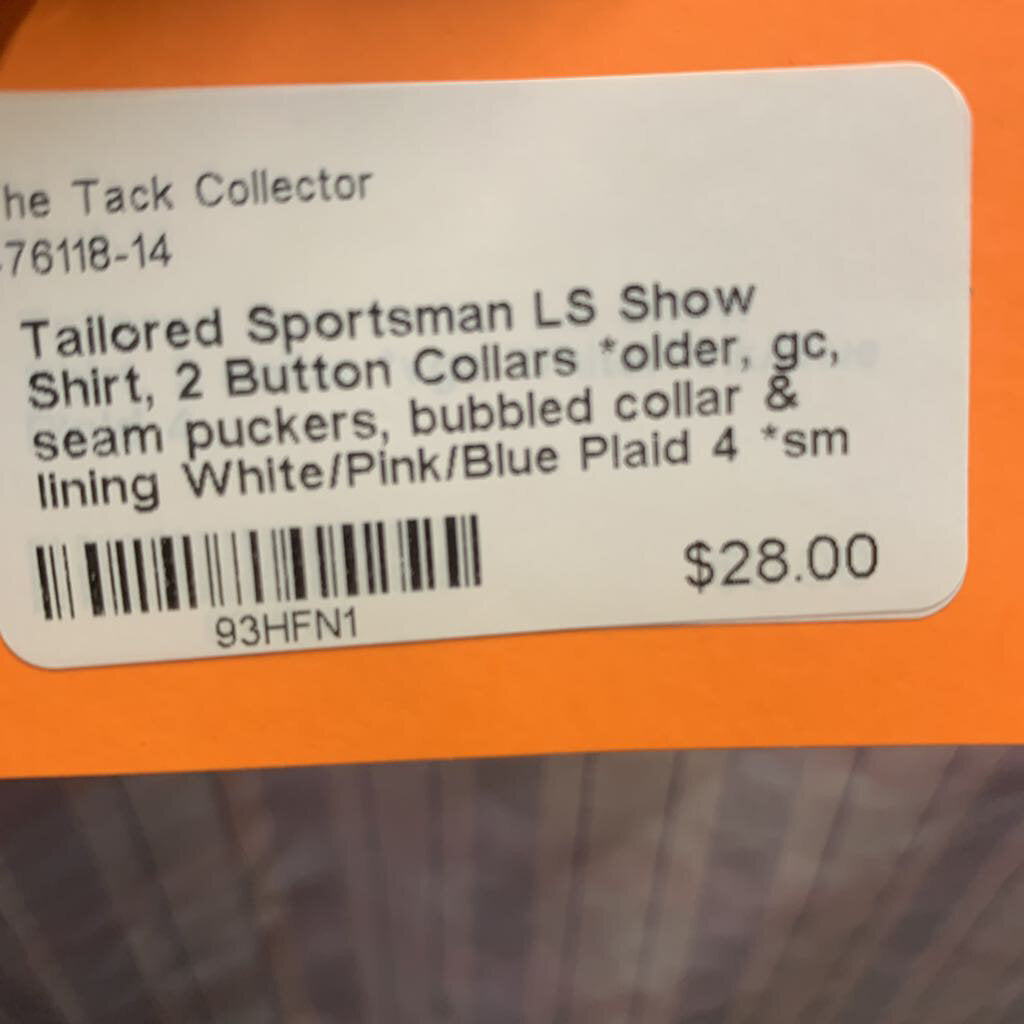 he Tack Collector
76118-14
Tailored Sportsman LS Show
Shirt, 2 Button Collars *older, gc,
seam puckers, bubbled collar &
lining White/Pink/Blue Plaid 4 *sm
$28.00
93HFN1